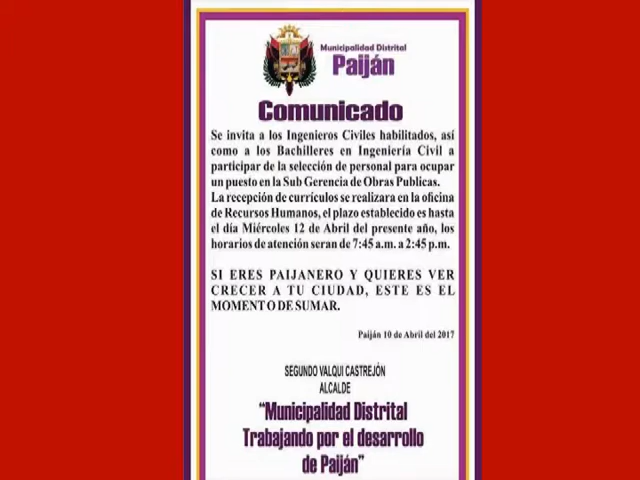 Municipalidad Distrital
Paiján
Comunicado
Se invita a los Ingenieros Civiles habilitados, así
como a los Bachilleres en Ingeniería Civil a
participar de la selección de personal para ocupar
un puesto en la Sub Gerencia de Obras Publicas.
La recepción de currículos se realizara en la oficina
de Recursos Humanos, el plazo establecido es hasta
el día Miércoles 12 de Abril del presente año, los
horarios de atención seran de 7:45 a.m. a 2:45 p.m.
SI ERES PAIJANERO Y QUIERES VER
CRECER A TU CIUDAD, ESTE ES EL
MOMENTO DE SUMAR.
Paiján 10 de Abril del 2017
SEGUNDO VALQUI CASTREJÓN
ALCALDE
“Municipalidad Distrital
Trabajando por el desarrollo
de Paiján”